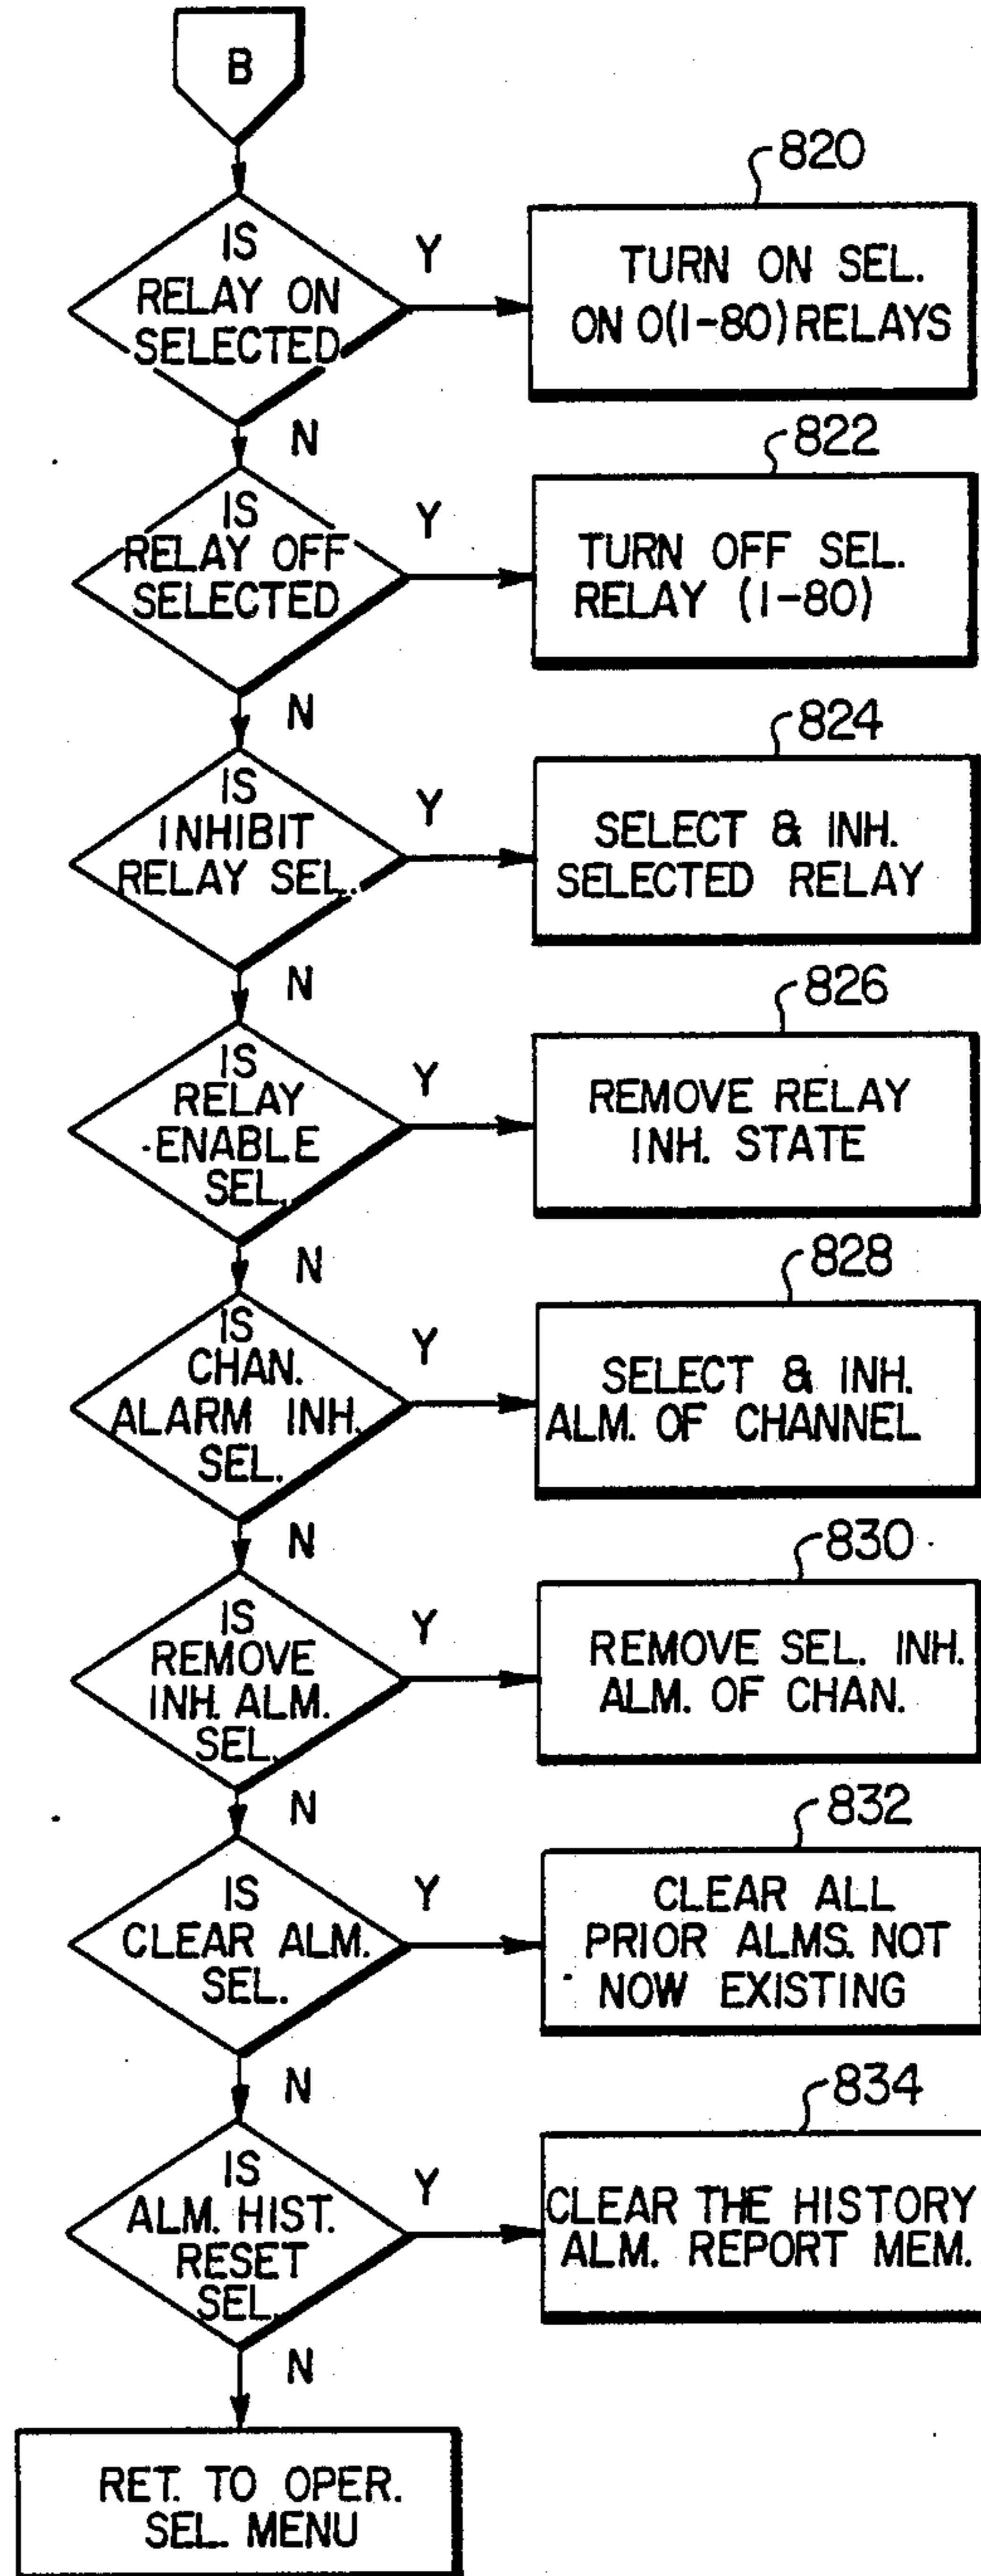 B
820
IS
RELAY ON
SELECTED
Y
TURN ON SEL.
ON O(1-80) RELAYS
N
822
IS
RELAY OFF
SELECTED
Y
TURN OFF SEL.
RELAY (1-80)
N
824
IS
INHIBIT
RELAY SEL.
Y
SELECT & INH.
SELECTED RELAY
N
826
IS
RELAY
ENABLE
SEL.
Y
REMOVE RELAY
INH. STATE
N
828
IS
CHAN.
ALARM INH.
SEL.
Y
SELECT & INH.
ALM. OF CHANNEL
N
830
IS
REMOVE
INH. ALM.
SEL.
Y
REMOVE SEL. INH.
ALM. OF CHAN.
N
832
IS
CLEAR ALM.
SEL.
Y
CLEAR ALL
PRIOR ALMS. NOT
NOW EXISTING
N
834
IS
ALM. HIST.
RESET
SEL.
Y
CLEAR THE HISTORY
ALM. REPORT MEM.
N
RET. TO OPER.
SEL. MENU